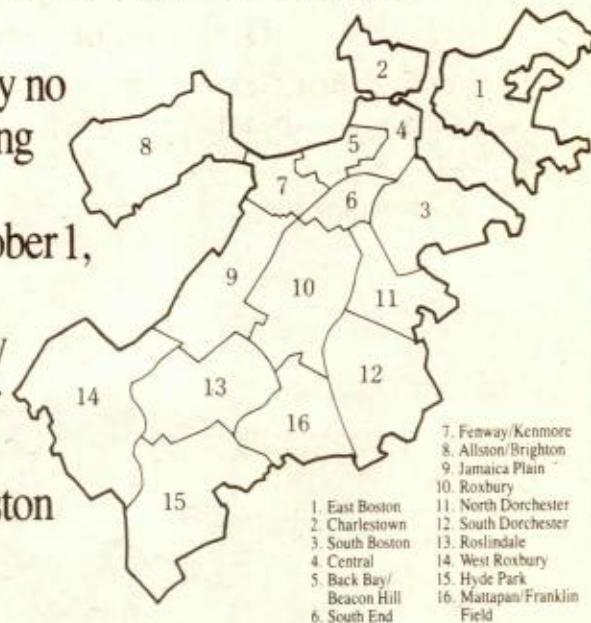 y no
ng
ober 1,
ston
2
1
8
5
4
7
6
3
9
10
11
12
14
13
16
15
1. East Boston
2. Charlestown
3. South Boston
4. Central
5. Back Bay/
Beacon Hill
6. South End
7. Fenway/Kenmore
8. Allston/Brighton
9. Jamaica Plain
10. Roxbury
11. North Dorchester
12. South Dorchester
13. Roslindale
14. West Roxbury
15. Hyde Park
16. Mattapan/Franklin
Field